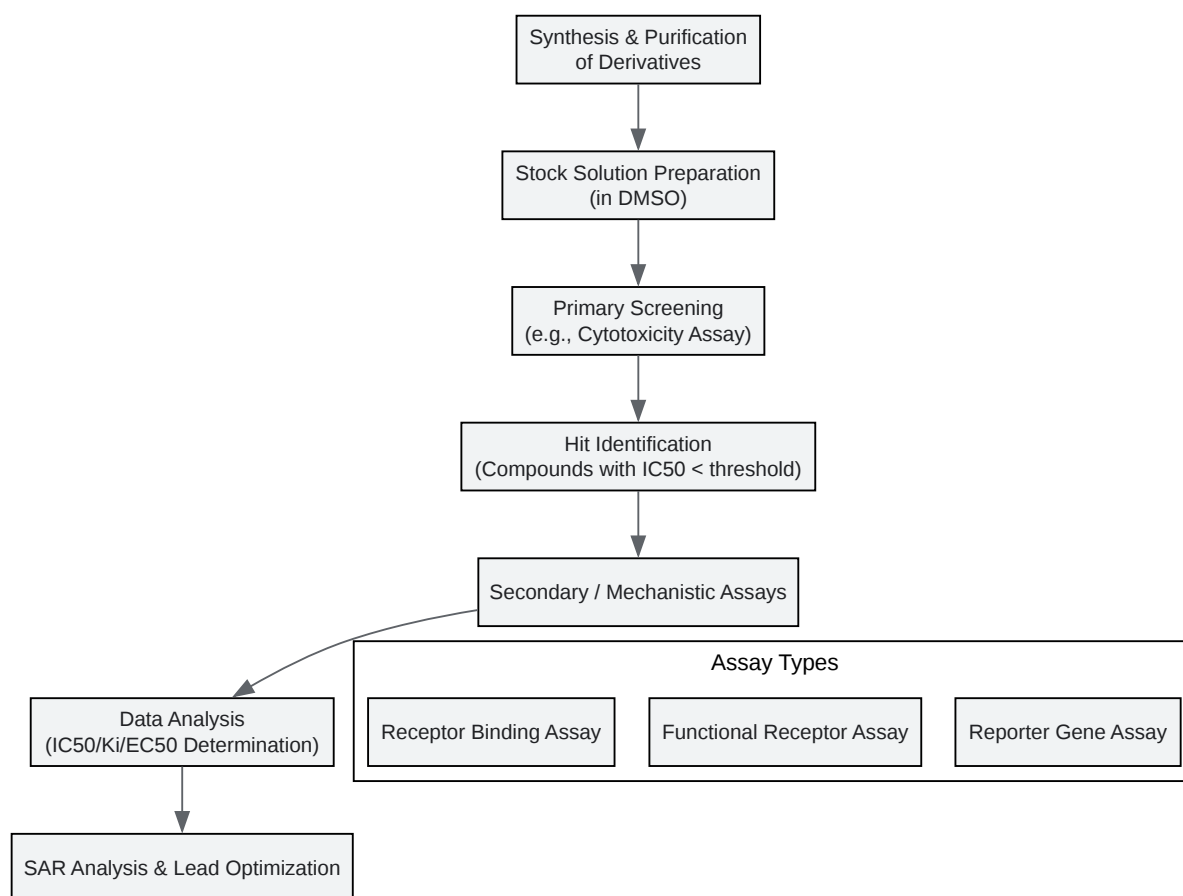 Synthesis & Purification
of Derivatives
Stock Solution Preparation
(in DMSO)
Primary Screening
(e.g., Cytotoxicity Assay)
Hit Identification
(Compounds with IC50 < threshold)
Secondary / Mechanistic Assays
Assay Types
Receptor Binding Assay
Functional Receptor Assay
Reporter Gene Assay
Data Analysis
(IC50/Ki/EC50 Determination)
SAR Analysis & Lead Optimization